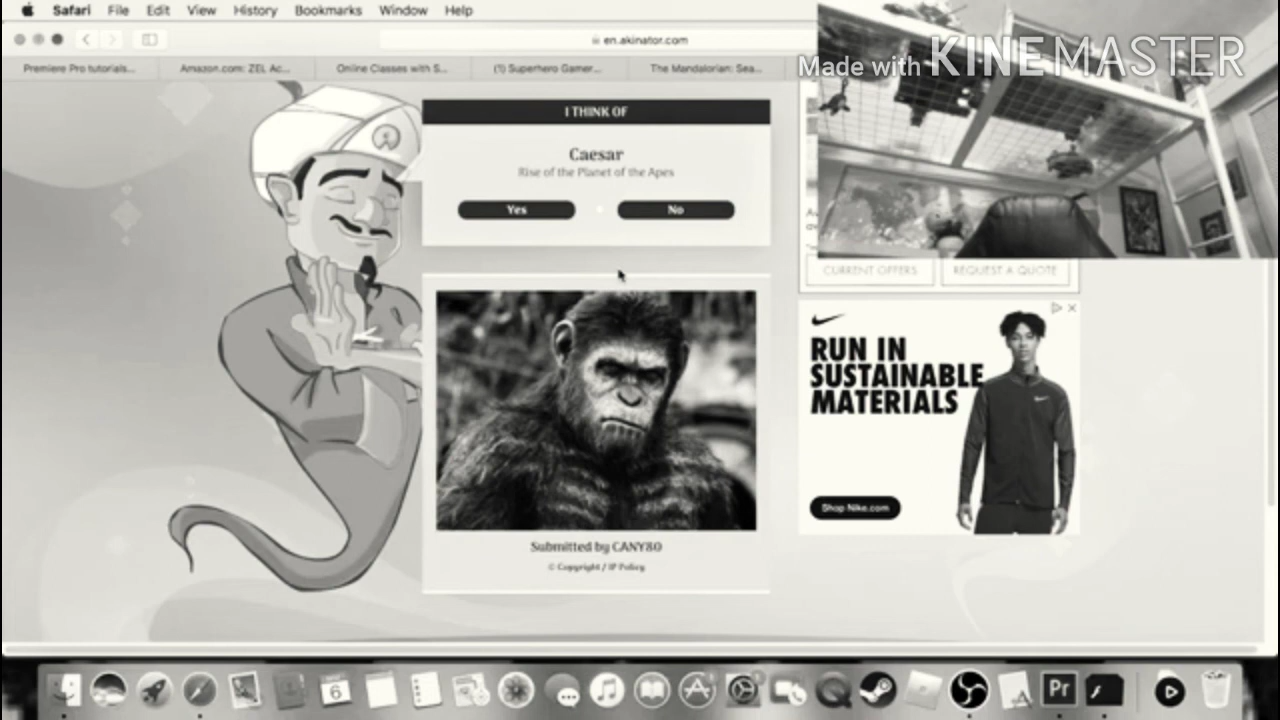 Safari File Edit View History Bookmarks Window Help
en.akinator.com
Premiere Pro tutorials...
Amazon.com: ZEL Ac...
Online Classes with S...
(1) Superhero Gamer...
The Mandalorian: Sea...
Made with KINEMASTER
I THINK OF
Caesar
Rise of the Planet of the Apes
Yes
No
Submitted by CANY80
© Copyright / IP Policy
CURRENT OFFERS
REQUEST A QUOTE
RUN IN
SUSTAINABLE
MATERIALS
Shop Nike.com
6
Pr